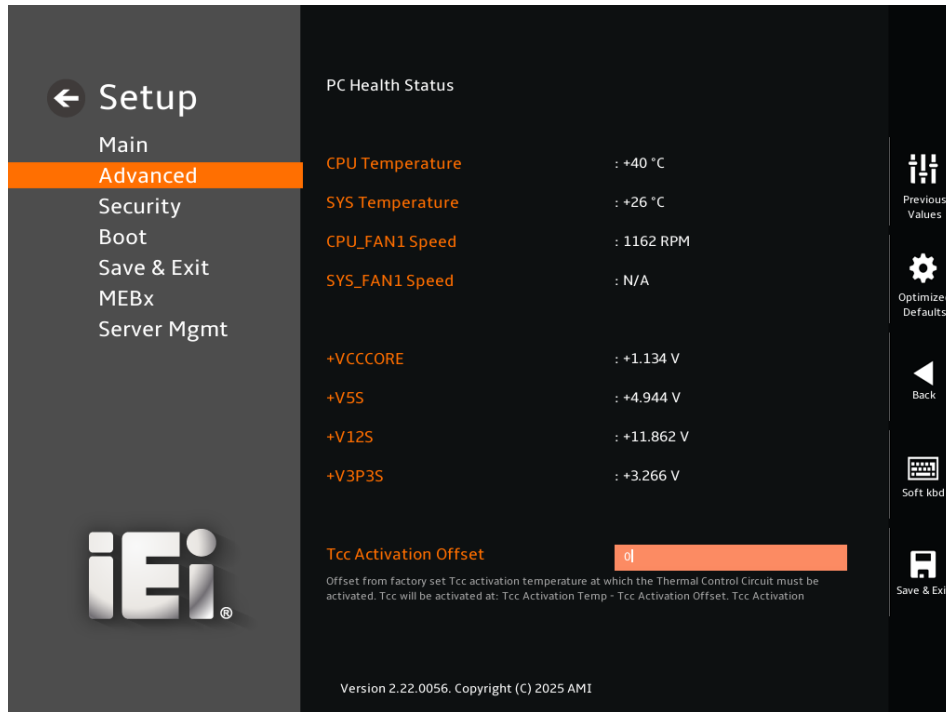 Setup
Main
Advanced
Security
Boot
Save & Exit
MEBx
Server Mgmt
iEi®
PC Health Status
CPU Temperature : +40 °C
SYS Temperature : +26 °C
CPU_FAN1 Speed : 1162 RPM
SYS_FAN1 Speed : N/A
+VCCCORE : +1.134 V
+V5S : +4.944 V
+V12S : +11.862 V
+V3P3S : +3.266 V
Tcc Activation Offset 0
Offset from factory set Tcc activation temperature at which the Thermal Control Circuit must be
activated. Tcc will be activated at: Tcc Activation Temp - Tcc Activation Offset. Tcc Activation
Version 2.22.0056. Copyright (C) 2025 AMI
Previous
Values
Optimize
Defaults
Back
Soft kbd
Save & Exi